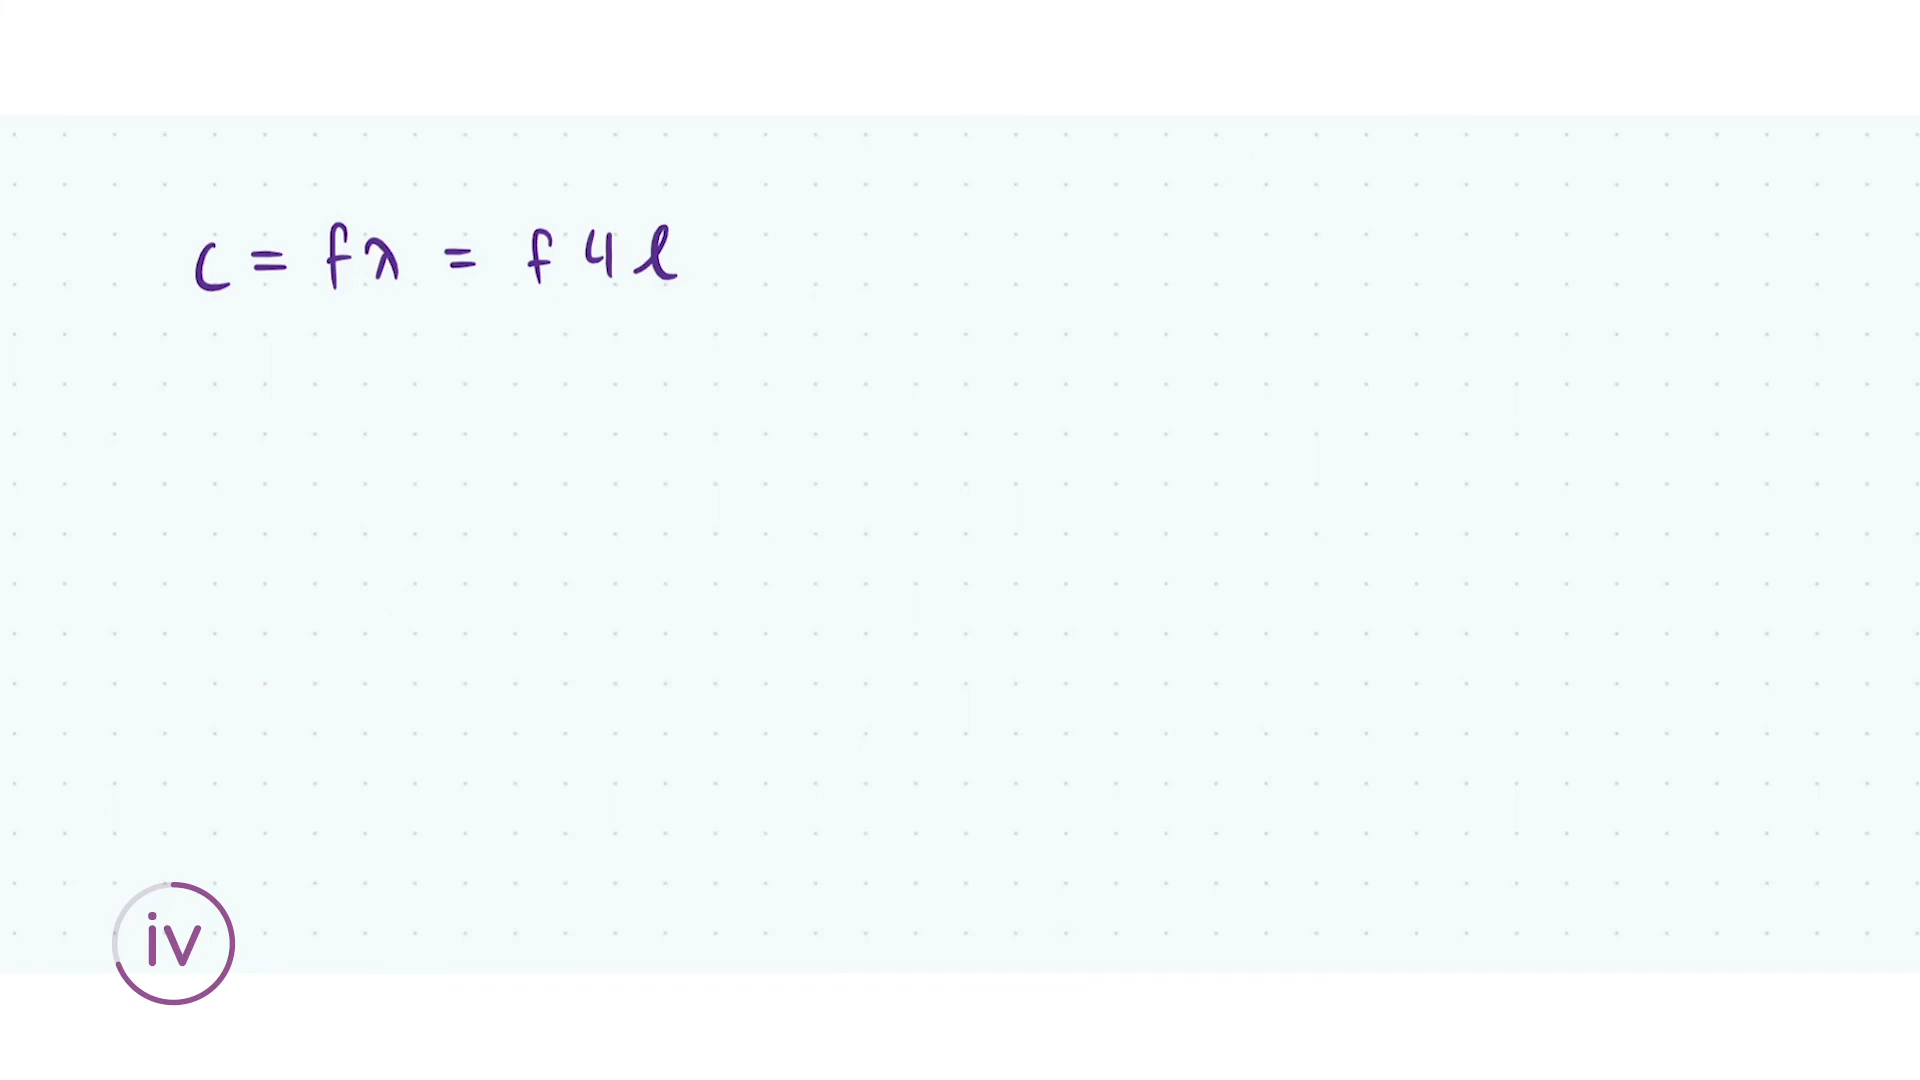 c = fλ = f 4 ℓ
iv